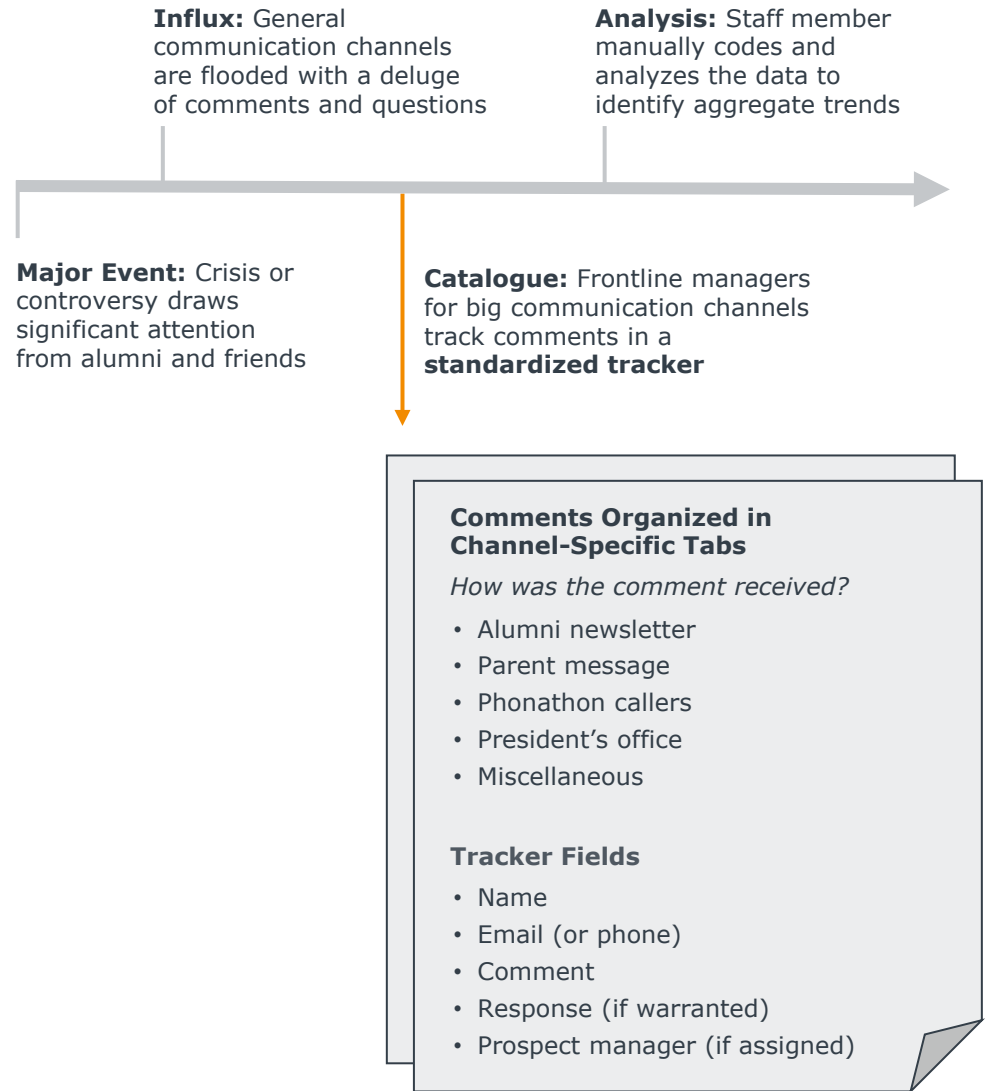 Influx: General
communication channels
are flooded with a deluge
of comments and questions
Analysis: Staff member
manually codes and
analyzes the data to
identify aggregate trends
Major Event: Crisis or
controversy draws
significant attention
from alumni and friends
Catalogue: Frontline managers
for big communication channels
track comments in a
standardized tracker
Comments Organized in
Channel-Specific Tabs
How was the comment received?
• Alumni newsletter
• Parent message
• Phonathon callers
• President’s office
• Miscellaneous
Tracker Fields
• Name
• Email (or phone)
• Comment
• Response (if warranted)
• Prospect manager (if assigned)